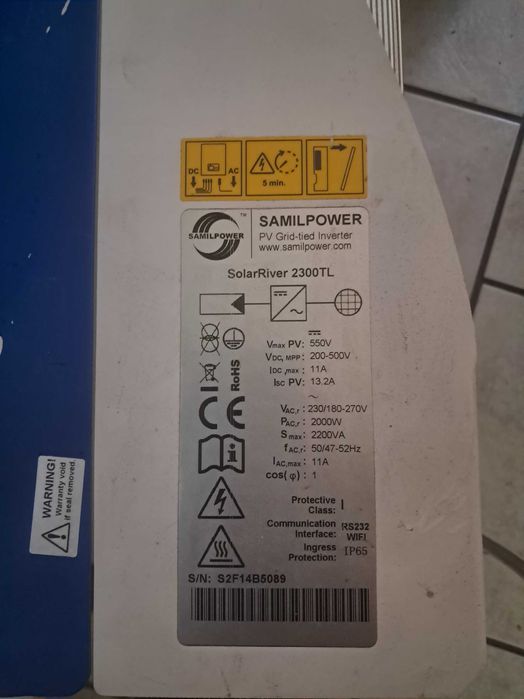 DC
AC
5 min.
SAMILPOWER
TM
SAMILPOWER
PV Grid-tied Inverter
www.samilpower.com
SolarRiver 2300TL
Vmax PV: 550V
VDC, MPP: 200-500V
IDC ,max : 11A
ISC PV: 13.2A
RoHS
CE
VAC,r : 230/180-270V
PAC,r : 2000W
Smax : 2200VA
fAC,r : 50/47-52Hz
IAC,max : 11A
cos(φ) : 1
Protective
Class: I
Communication
Interface: RS232
WIFI
Ingress
Protection: IP65
S/N: S2F14B5089
WARNING!
Warranty void
if seal removed.